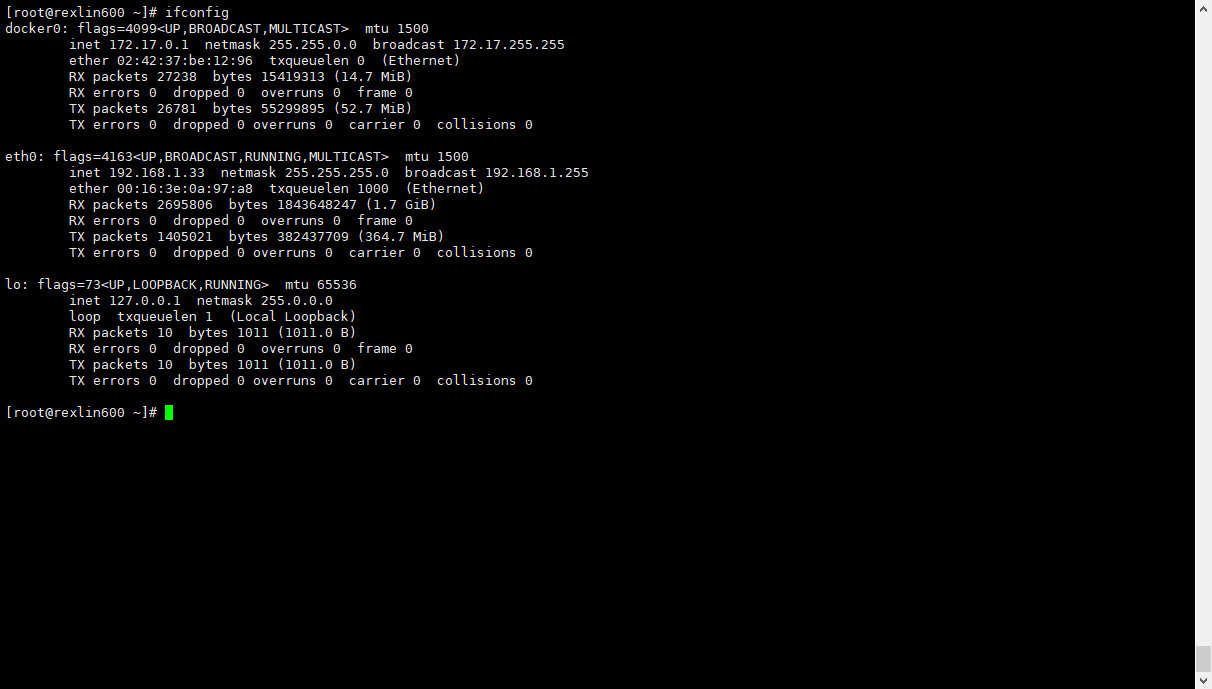 [root@rexlin600 ~]# ifconfig
docker0: flags=4099<UP,BROADCAST,MULTICAST>  mtu 1500
        inet 172.17.0.1  netmask 255.255.0.0  broadcast 172.17.255.255
        ether 02:42:37:be:12:96  txqueuelen 0  (Ethernet)
        RX packets 27238  bytes 15419313 (14.7 MiB)
        RX errors 0  dropped 0  overruns 0  frame 0
        TX packets 26781  bytes 55299895 (52.7 MiB)
        TX errors 0  dropped 0 overruns 0  carrier 0  collisions 0

eth0: flags=4163<UP,BROADCAST,RUNNING,MULTICAST>  mtu 1500
        inet 192.168.1.33  netmask 255.255.255.0  broadcast 192.168.1.255
        ether 00:16:3e:0a:97:a8  txqueuelen 1000  (Ethernet)
        RX packets 2695806  bytes 1843648247 (1.7 GiB)
        RX errors 0  dropped 0  overruns 0  frame 0
        TX packets 1405021  bytes 382437709 (364.7 MiB)
        TX errors 0  dropped 0 overruns 0  carrier 0  collisions 0

lo: flags=73<UP,LOOPBACK,RUNNING>  mtu 65536
        inet 127.0.0.1  netmask 255.0.0.0
        loop  txqueuelen 1  (Local Loopback)
        RX packets 10  bytes 1011 (1011.0 B)
        RX errors 0  dropped 0  overruns 0  frame 0
        TX packets 10  bytes 1011 (1011.0 B)
        TX errors 0  dropped 0 overruns 0  carrier 0  collisions 0

[root@rexlin600 ~]#